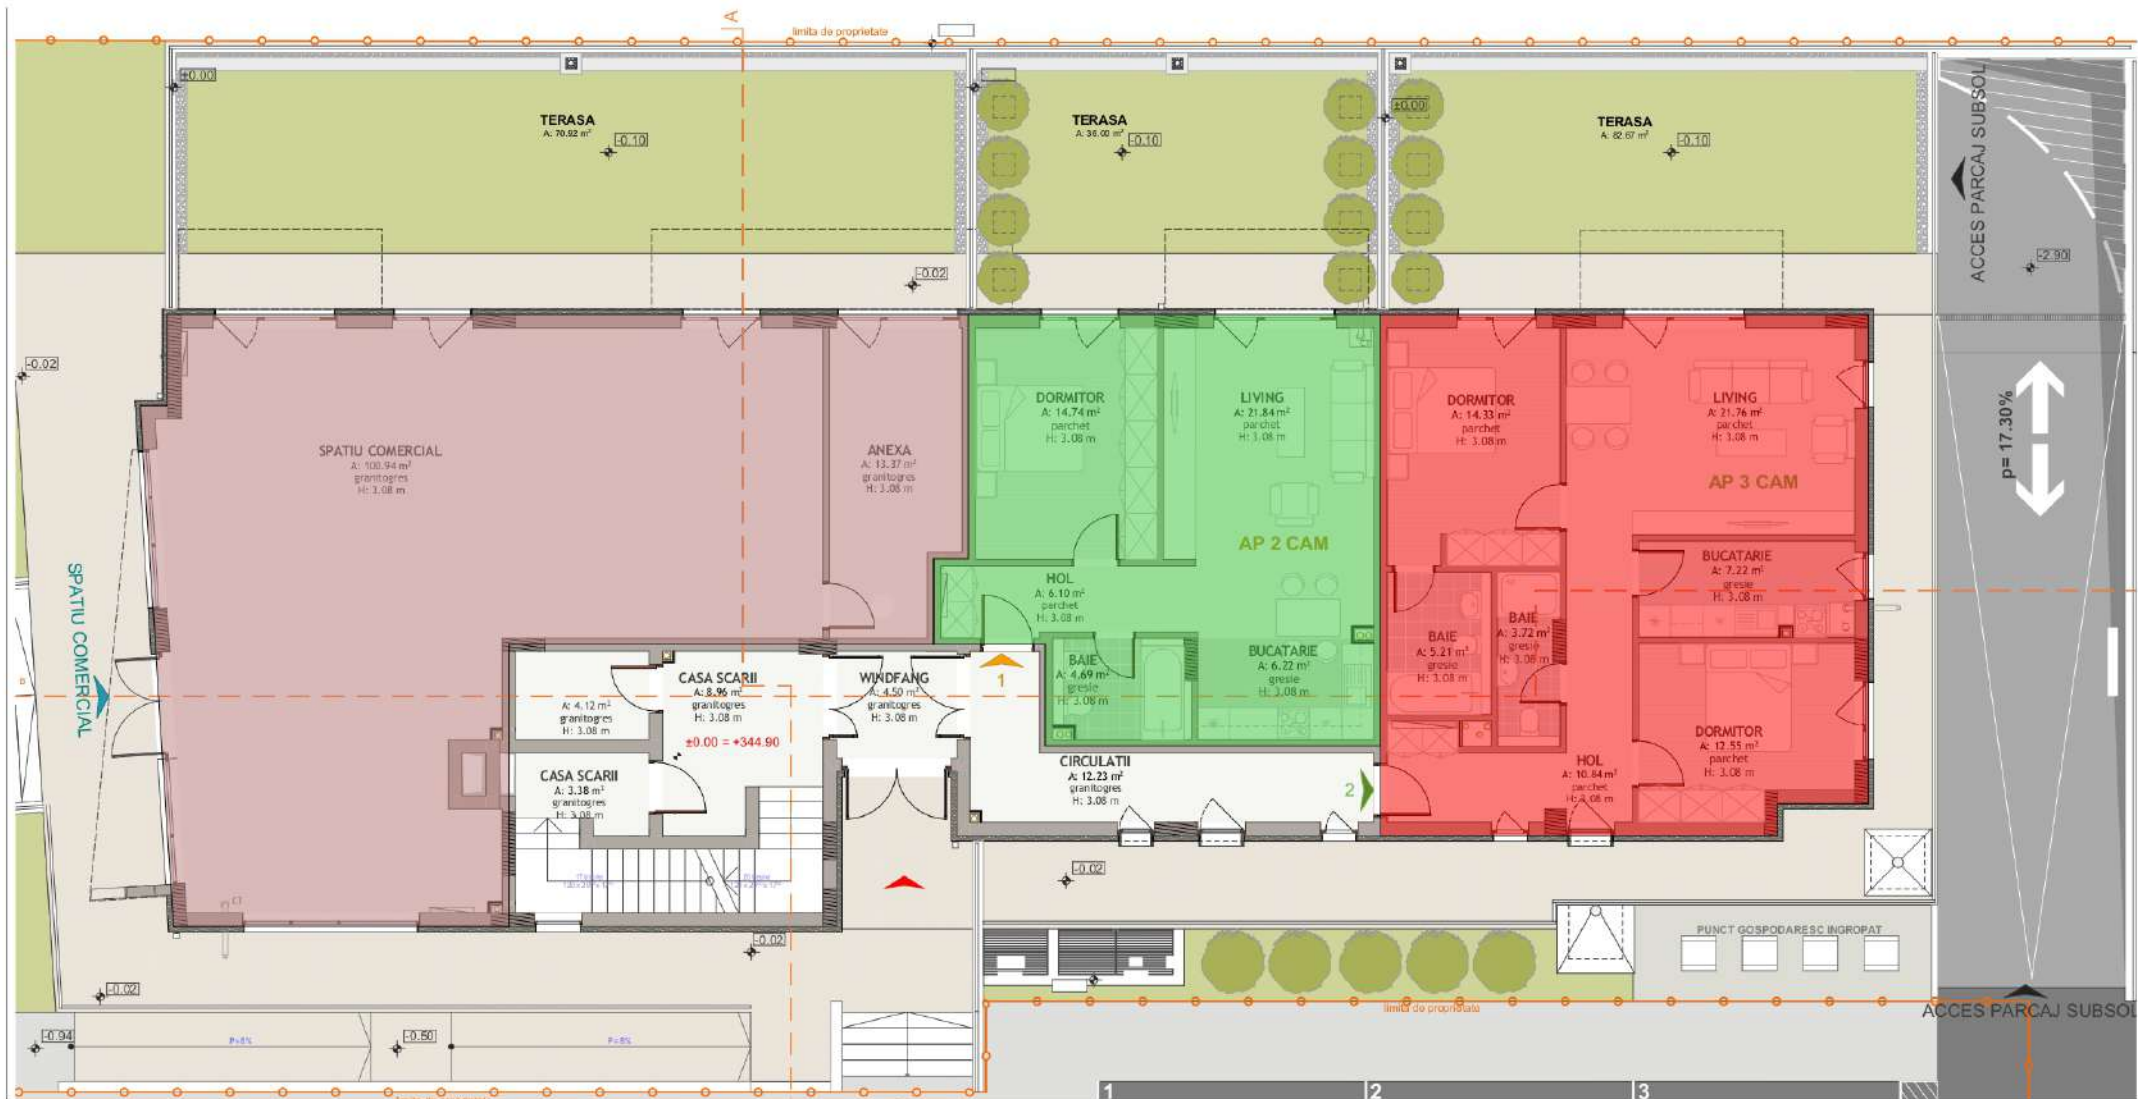 limita de proprietate
A
±0.00
TERASA
A: 70.92 m²
-0.10
TERASA
A: 36.00 m²
-0.10
±0.00
TERASA
A: 82.67 m²
-0.10
ACCES PARCAJ SUBSOL
-2.90
-0.02
-0.02
SPATIU COMERCIAL
A: 100.94 m²
granitogres
H: 3.08 m
ANEXA
A: 13.37 m²
granitogres
H: 3.08 m
DORMITOR
A: 14.74 m²
parchet
H: 3.08 m
LIVING
A: 21.84 m²
parchet
H: 3.08 m
AP 2 CAM
DORMITOR
A: 14.33 m²
parchet
H: 3.08 m
LIVING
A: 21.76 m²
parchet
H: 3.08 m
AP 3 CAM
p= 17.30%
HOL
A: 6.10 m²
parchet
H: 3.08 m
BUCATARIE
A: 7.22 m²
gresie
H: 3.08 m
SPATIU COMERCIAL
BAIE
A: 4.69 m²
gresie
H: 3.08 m
BUCATARIE
A: 6.22 m²
gresie
H: 3.08 m
BAIE
A: 5.21 m²
gresie
H: 3.08 m
BAIE
A: 3.72 m²
gresie
H: 3.08 m
A: 4.12 m²
granitogres
H: 3.08 m
CASA SCARII
A: 8.96 m²
granitogres
H: 3.08 m
±0.00 = +344.90
WINDFANG
A: 4.50 m²
granitogres
H: 3.08 m
1
DORMITOR
A: 12.55 m²
parchet
H: 3.08 m
CASA SCARII
A: 3.38 m²
granitogres
H: 3.08 m
CIRCULATII
A: 12.23 m²
granitogres
H: 3.08 m
2
HOL
A: 10.84 m²
parchet
H: 3.08 m
-0.02
-0.02
-0.02
PUNCT GOSPODARESC INGROPAT
limita de proprietate
ACCES PARCAJ SUBSOL
-0.94
P=8%
-0.50
P=8%
1
2
3